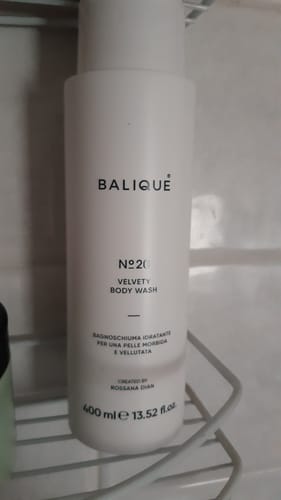 BALIQUE®
Nº20
VELVETY
BODY WASH
BAGNOSCHIUMA IDRATANTE
PER UNA PELLE MORBIDA
E VELLUTATA
CREATED BY
ROSSANA DIAN
400 ml ℮ 13.52 fl.oz.